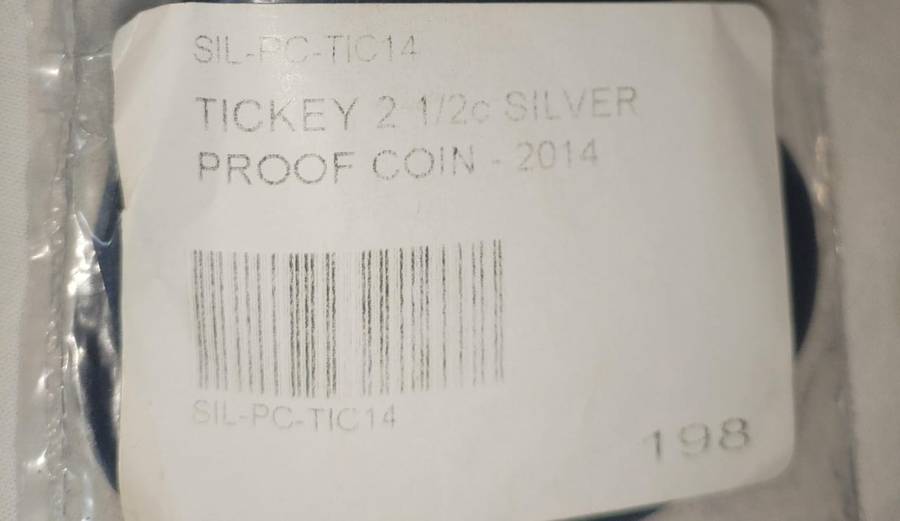 SIL-PC-TIC14
TICKEY 2 1/2c SILVER
PROOF COIN - 2014
SIL-PC-TIC14
198